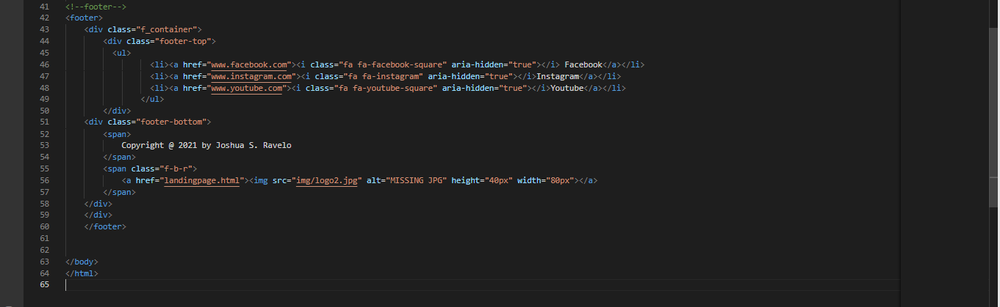 41 <!--footer-->
42 <footer>
43 <div class="f_container">
44 <div class="footer-top">
45 <ul>
46 <li><a href="www.facebook.com"><i class="fa fa-facebook-square" aria-hidden="true"></i> Facebook</a></li>
47 <li><a href="www.instagram.com"><i class="fa fa-instagram" aria-hidden="true"></i>Instagram</a></li>
48 <li><a href="www.youtube.com"><i class="fa fa-youtube-square" aria-hidden="true"></i>Youtube</a></li>
49 </ul>
50 </div>
51 <div class="footer-bottom">
52 <span>
53 Copyright @ 2021 by Joshua S. Ravelo
54 </span>
55 <span class="f-b-r">
56 <a href="landingpage.html"><img src="img/logo2.jpg" alt="MISSING JPG" height="40px" width="80px"></a>
57 </span>
58 </div>
59 </div>
60 </footer>
61
62
63 </body>
64 </html>
65